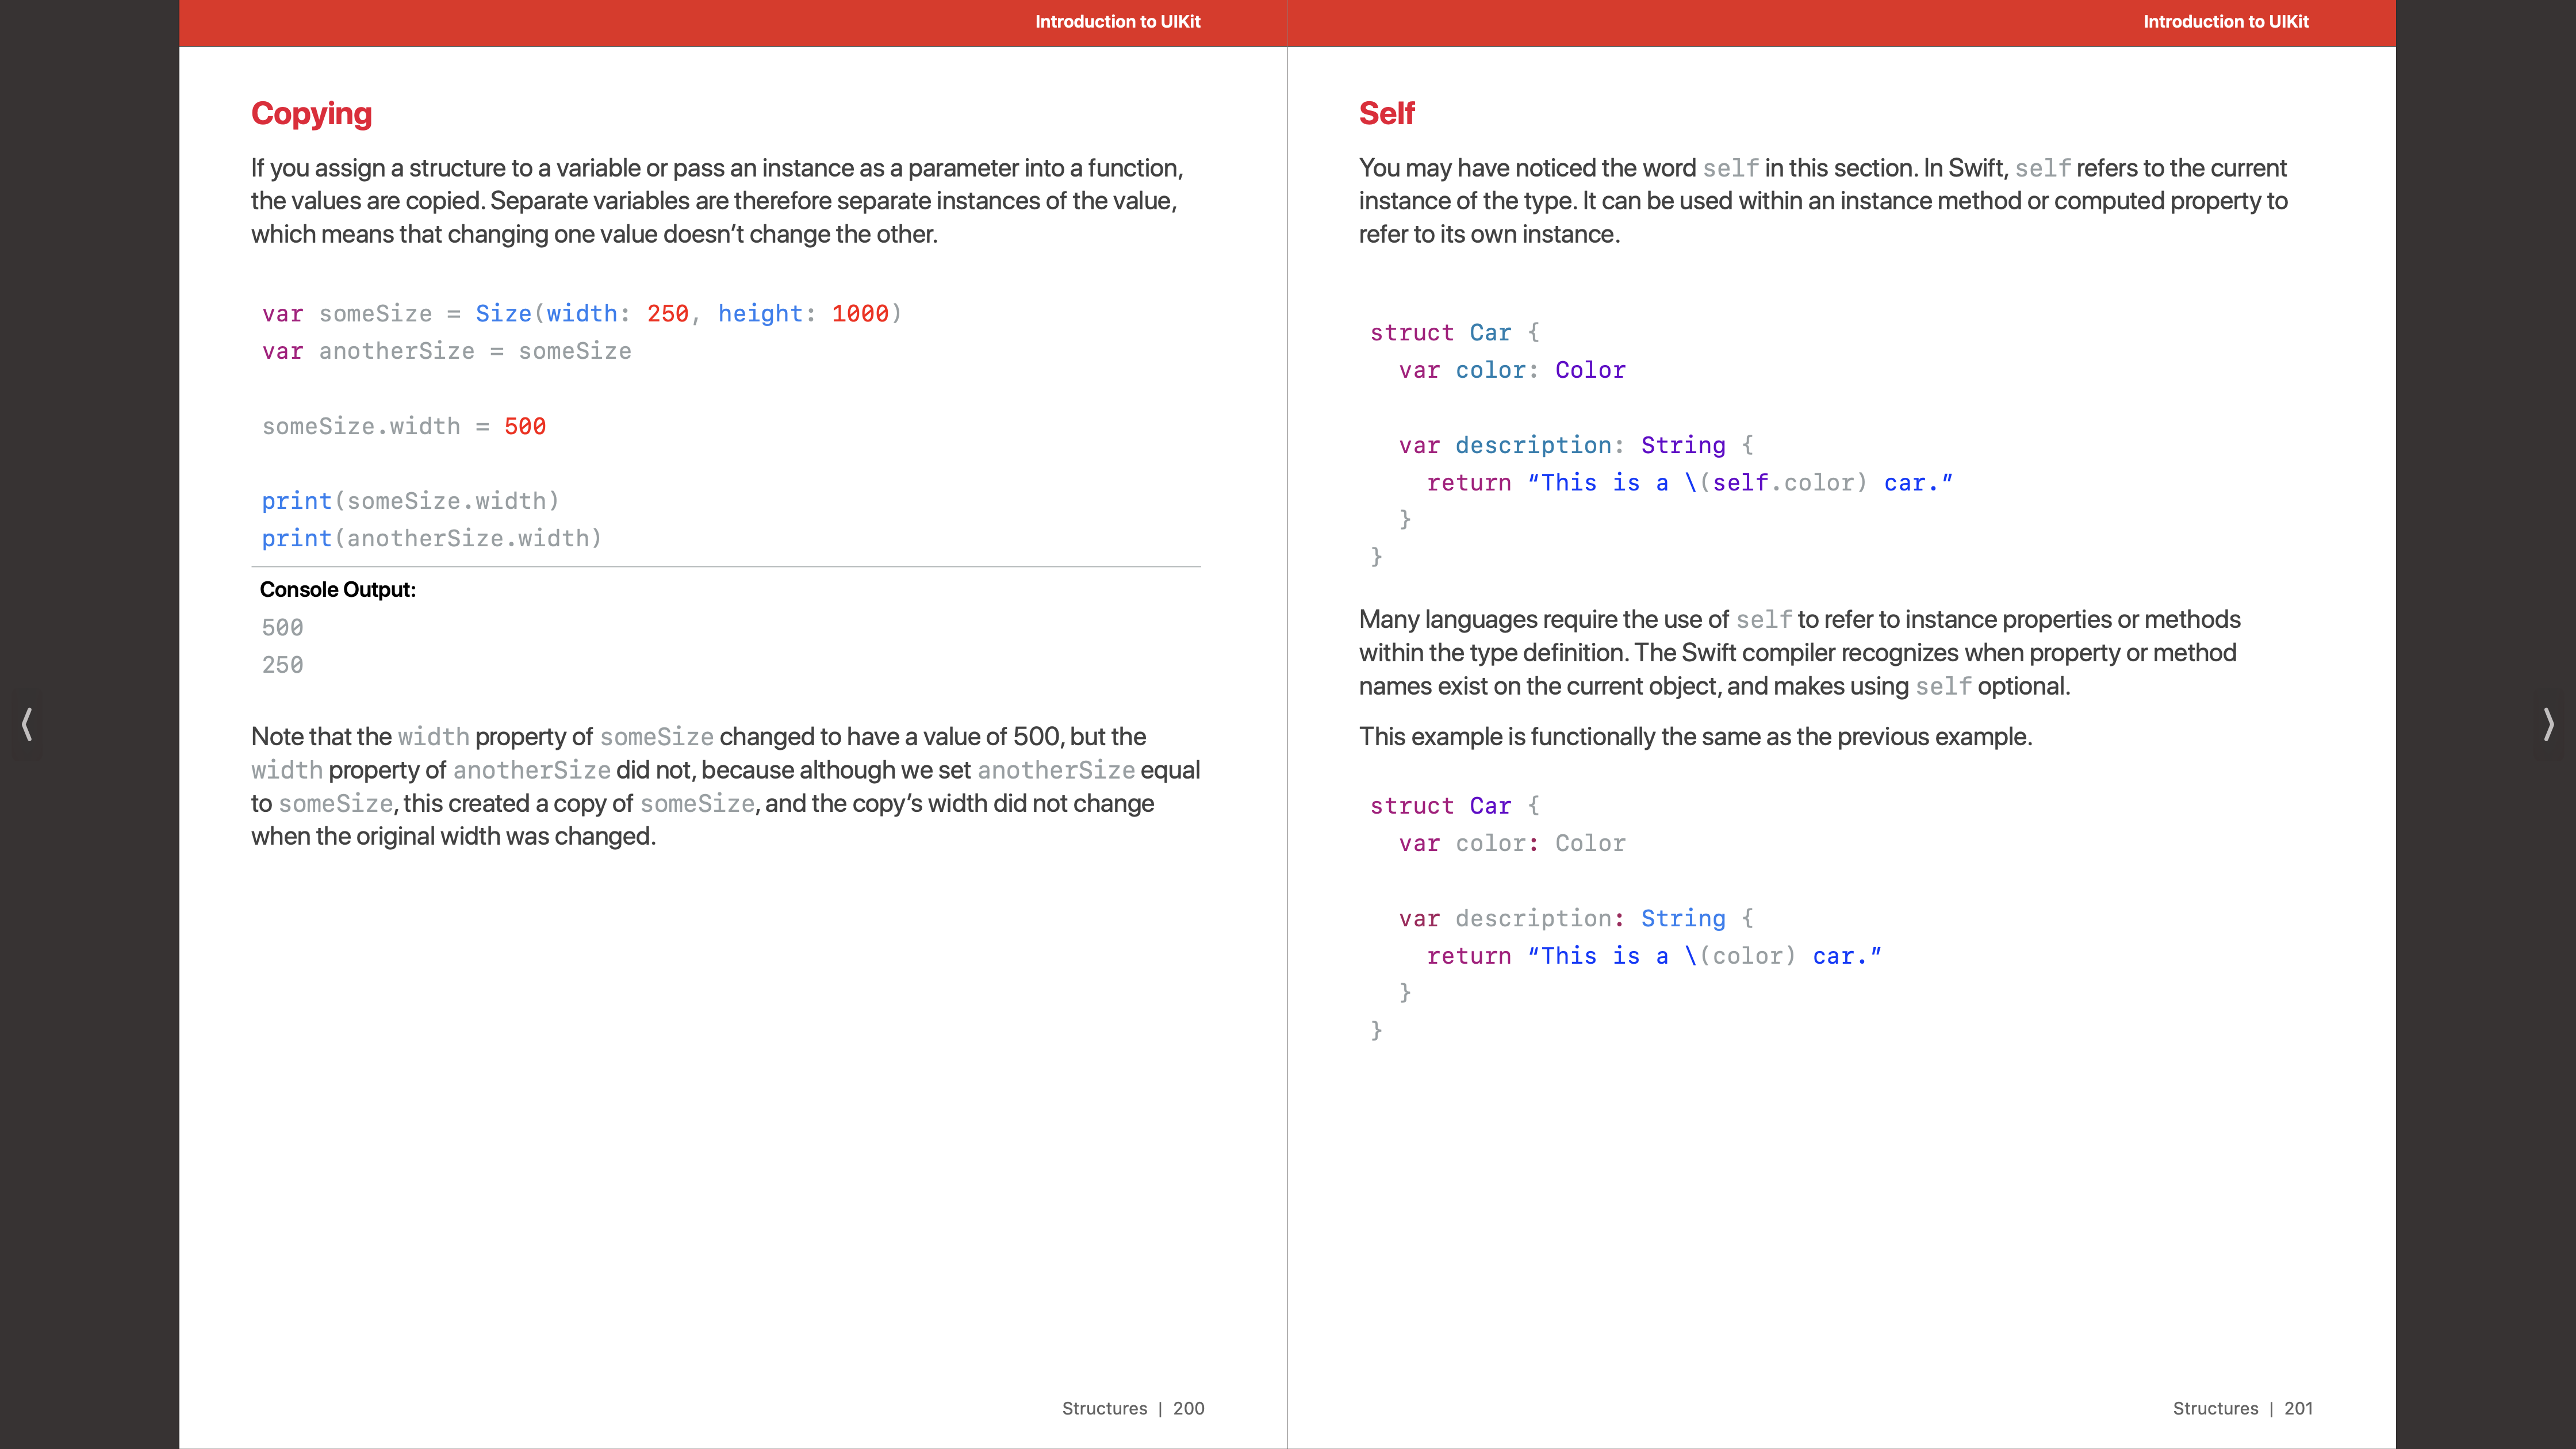 Introduction to UIKit
Copying
If you assign a structure to a variable or pass an instance as a parameter into a function,
the values are copied. Separate variables are therefore separate instances of the value,
which means that changing one value doesn’t change the other.
var someSize = Size(width: 250, height: 1000)
var anotherSize = someSize
someSize.width = 500
print(someSize.width)
print(anotherSize.width)
Console Output:
500
250
Note that the width property of someSize changed to have a value of 500, but the
width property of anotherSize did not, because although we set anotherSize equal
to someSize, this created a copy of someSize, and the copy’s width did not change
when the original width was changed.
Structures | 200
Introduction to UIKit
Self
You may have noticed the word self in this section. In Swift, self refers to the current
instance of the type. It can be used within an instance method or computed property to
refer to its own instance.
struct Car {
  var color: Color
  var description: String {
    return “This is a \(self.color) car.”
  }
}
Many languages require the use of self to refer to instance properties or methods
within the type definition. The Swift compiler recognizes when property or method
names exist on the current object, and makes using self optional.
This example is functionally the same as the previous example.
struct Car {
  var color: Color
  var description: String {
    return “This is a \(color) car.”
  }
}
Structures | 201